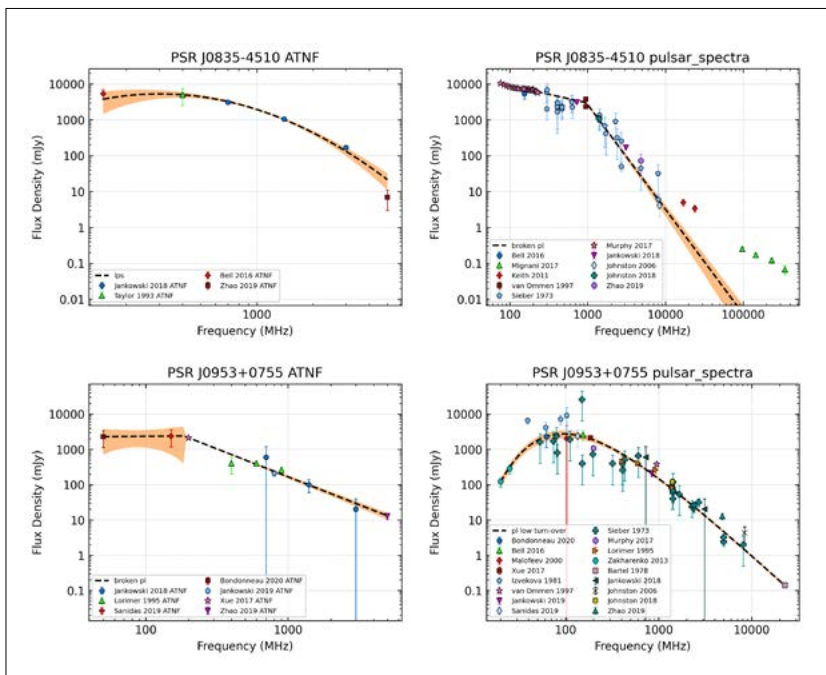 PSR J0835-4510 ATNF
10000
1000
100
10
1
0.1
0.01
Flux Density (mJy)
lps
Jankowski 2018 ATNF
Taylor 1993 ATNF
Bell 2016 ATNF
Zhao 2019 ATNF
1000
Frequency (MHz)
PSR J0835-4510 pulsar_spectra
10000
1000
100
10
1
0.1
0.01
Flux Density (mJy)
broken pl
Bell 2016
Mignani 2017
Keith 2011
van Ommen 1997
Sieber 1973
Murphy 2017
Jankowski 2018
Johnston 2006
Johnston 2018
Zhao 2019
100 1000 10000 100000
Frequency (MHz)
PSR J0953+0755 ATNF
10000
1000
100
10
1
0.1
Flux Density (mJy)
broken pl
Jankowski 2018 ATNF
Lorimer 1995 ATNF
Sanidas 2019 ATNF
Bondonneau 2020 ATNF
Jankowski 2019 ATNF
Xue 2017 ATNF
Zhao 2019 ATNF
100 1000
Frequency (MHz)
PSR J0953+0755 pulsar_spectra
10000
1000
100
10
1
0.1
Flux Density (mJy)
pl low turn-over
Bondonneau 2020
Bell 2016
Malofeev 2000
Xue 2017
Izvekova 1981
van Ommen 1997
Jankowski 2019
Sanidas 2019
Sieber 1973
Murphy 2017
Lorimer 1995
Zakharenko 2013
Bartel 1978
Jankowski 2018
Johnston 2006
Johnston 2018
Zhao 2019
100 1000 10000
Frequency (MHz)